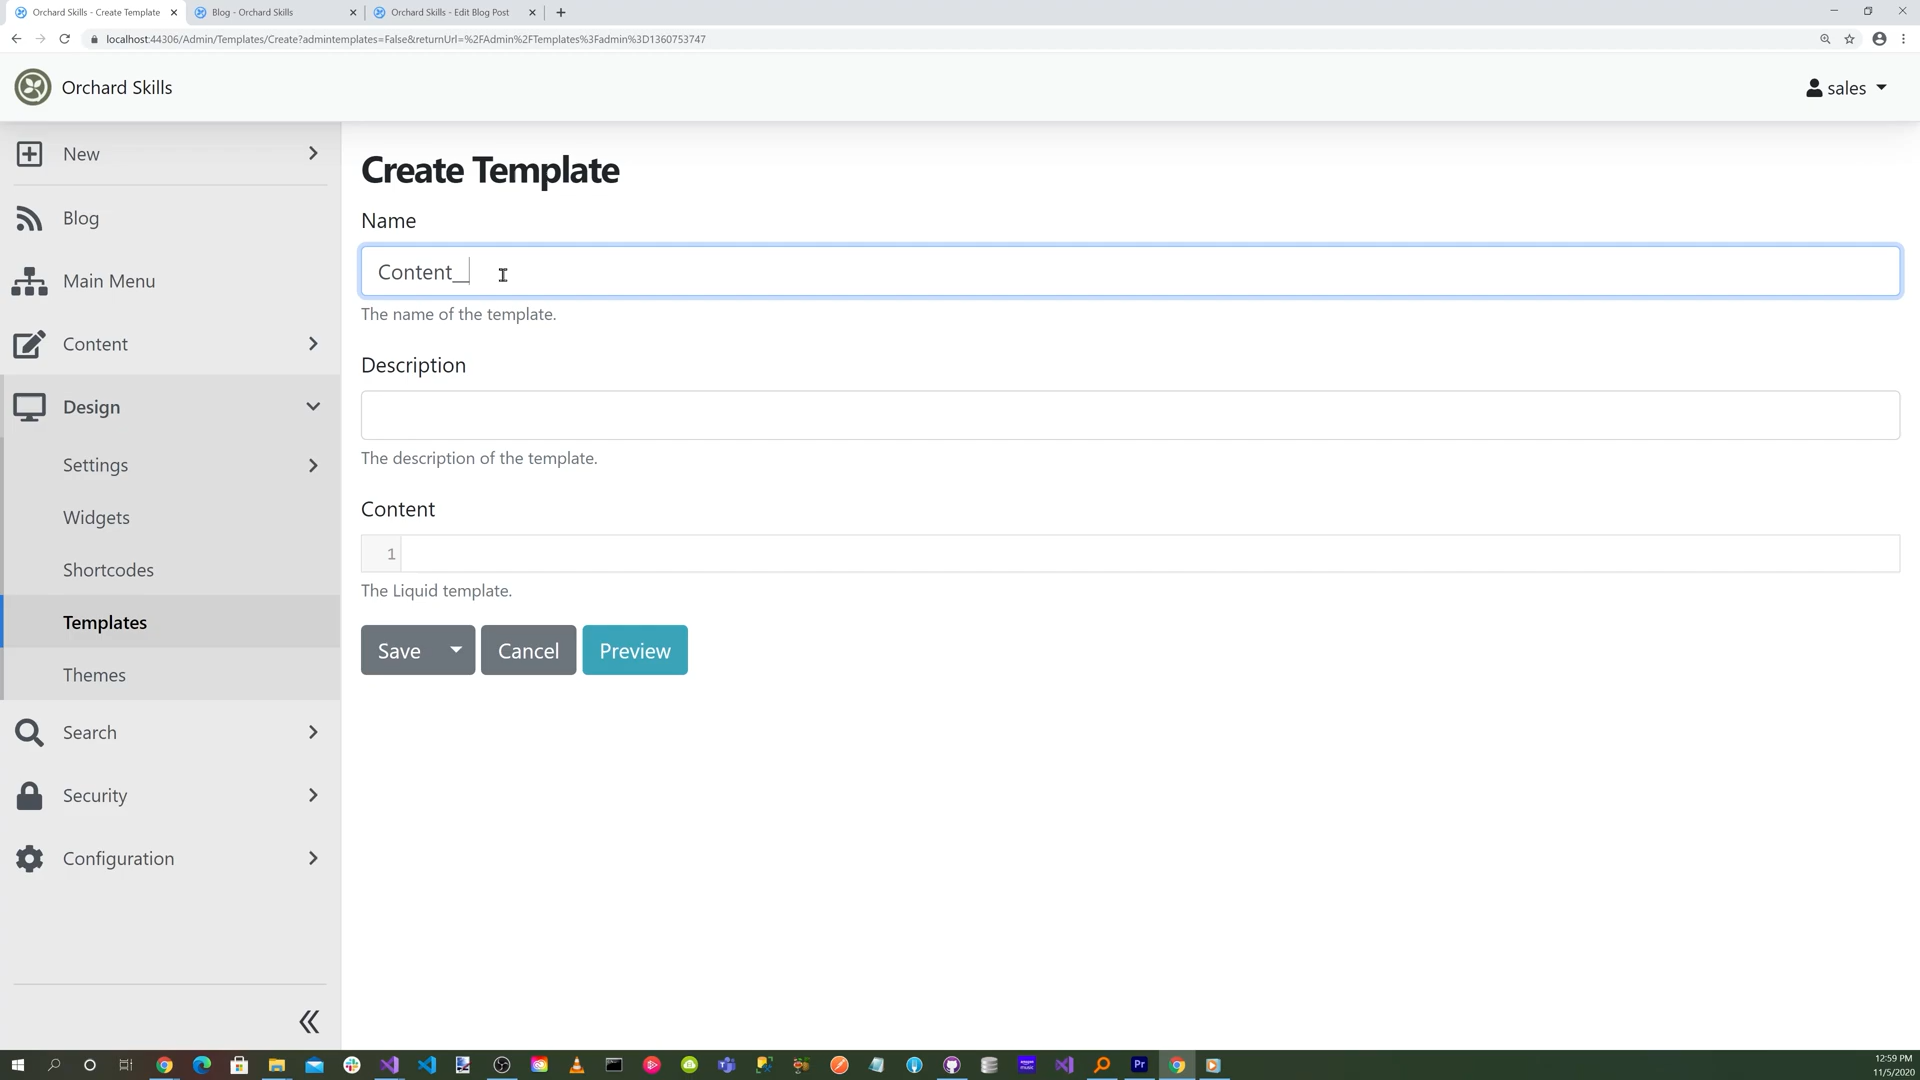 Orchard Skills - Create Template
Blog - Orchard Skills
Orchard Skills - Edit Blog Post
localhost:44306/Admin/Templates/Create?admintemplates=False&returnUrl=%2FAdmin%2FTemplates%3Fadmin%3D1360753747
Orchard Skills
sales
New
Blog
Main Menu
Content
Design
Settings
Widgets
Shortcodes
Templates
Themes
Search
Security
Configuration
Create Template
Name
Content__
The name of the template.
Description
The description of the template.
Content
1
The Liquid template.
Save
Cancel
Preview
Pr
12:59 PM
11/5/2020